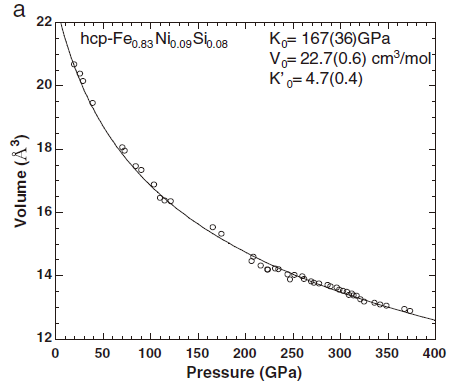 a
hcp-Fe0.83Ni0.09Si0.08
K0= 167(36)GPa
V0= 22.7(0.6) cm³/mol
K'0= 4.7(0.4)
22
20
18
16
14
12
Volume (Å³)
0 50 100 150 200 250 300 350 400
Pressure (GPa)